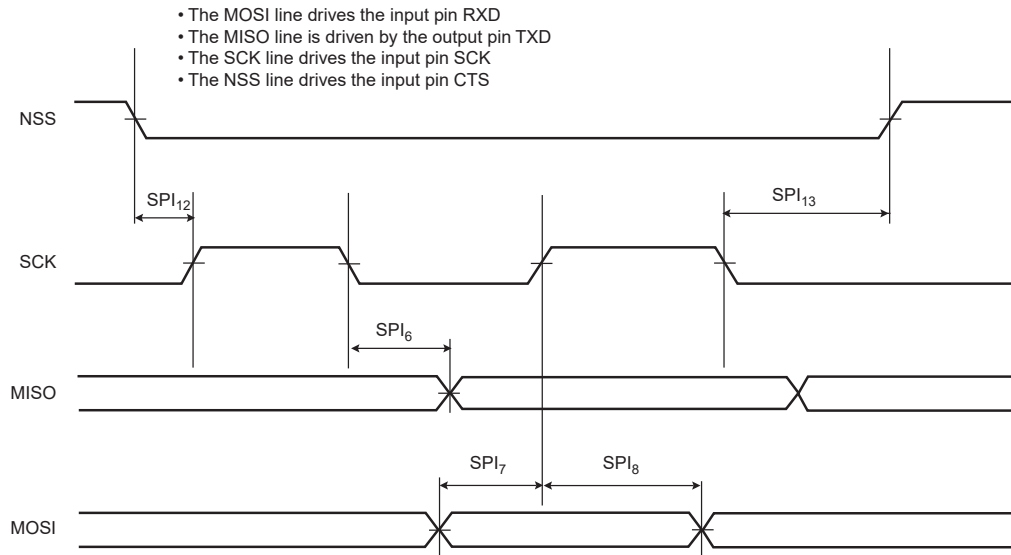 • The MOSI line drives the input pin RXD
• The MISO line is driven by the output pin TXD
• The SCK line drives the input pin SCK
• The NSS line drives the input pin CTS
NSS
SPI12
SPI13
SCK
SPI6
MISO
SPI7
SPI8
MOSI